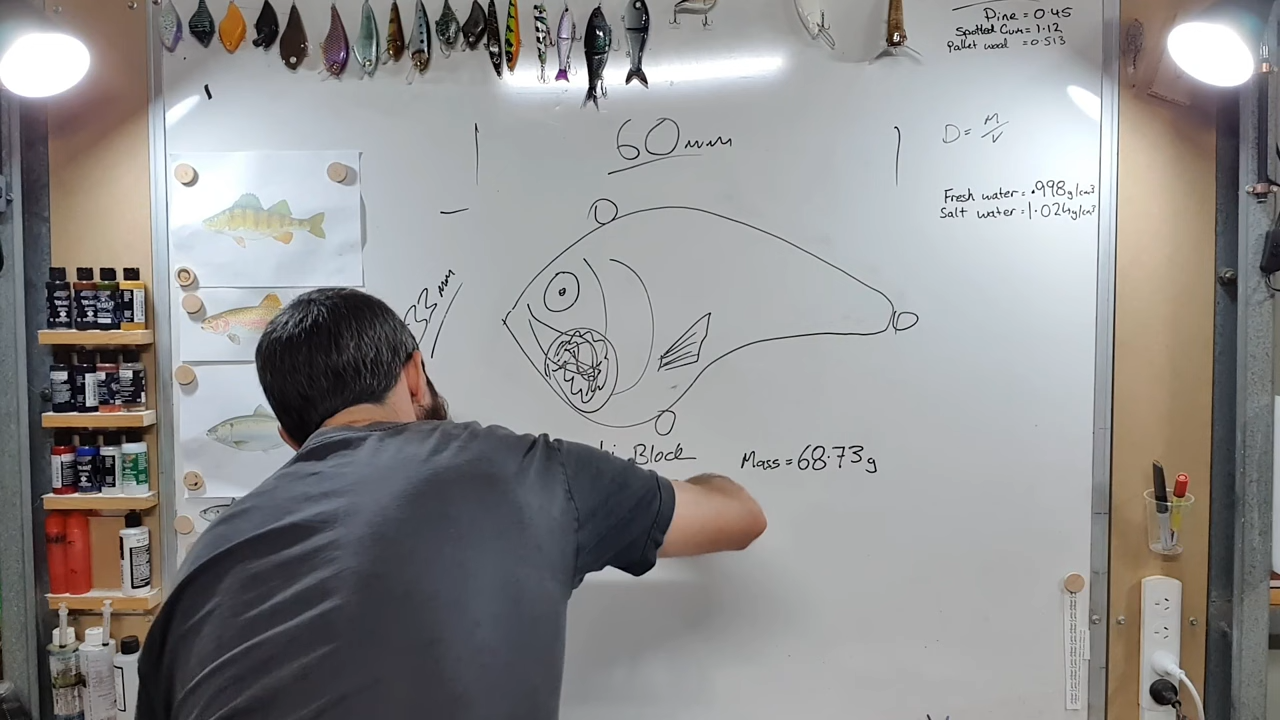 Pine = 0.45
Spotted Gum = 1.12
Pallet wood = 0.513
60mm
D = M/V
Fresh water = .998g/cm³
Salt water = 1.024g/cm³
33mm
Block
Mass = 68.73g